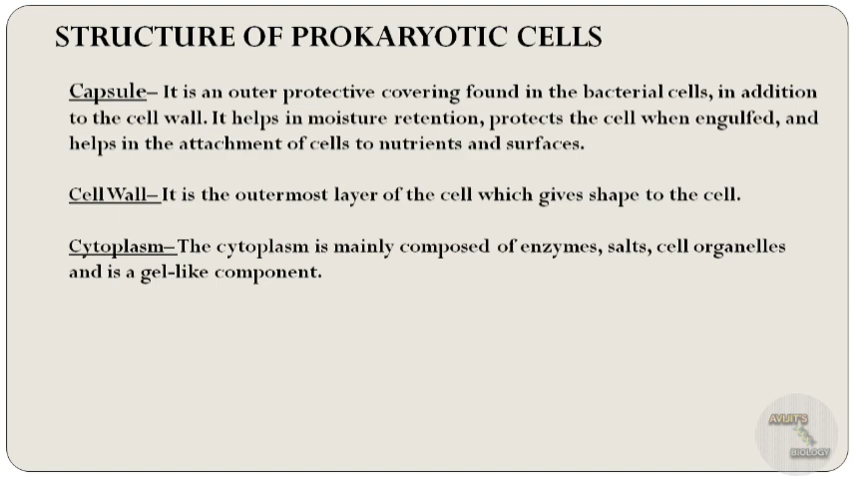 STRUCTURE OF PROKARYOTIC CELLS
Capsule– It is an outer protective covering found in the bacterial cells, in addition
to the cell wall. It helps in moisture retention, protects the cell when engulfed, and
helps in the attachment of cells to nutrients and surfaces.
Cell Wall– It is the outermost layer of the cell which gives shape to the cell.
Cytoplasm– The cytoplasm is mainly composed of enzymes, salts, cell organelles
and is a gel-like component.
AVIJIT'S
BIOLOGY